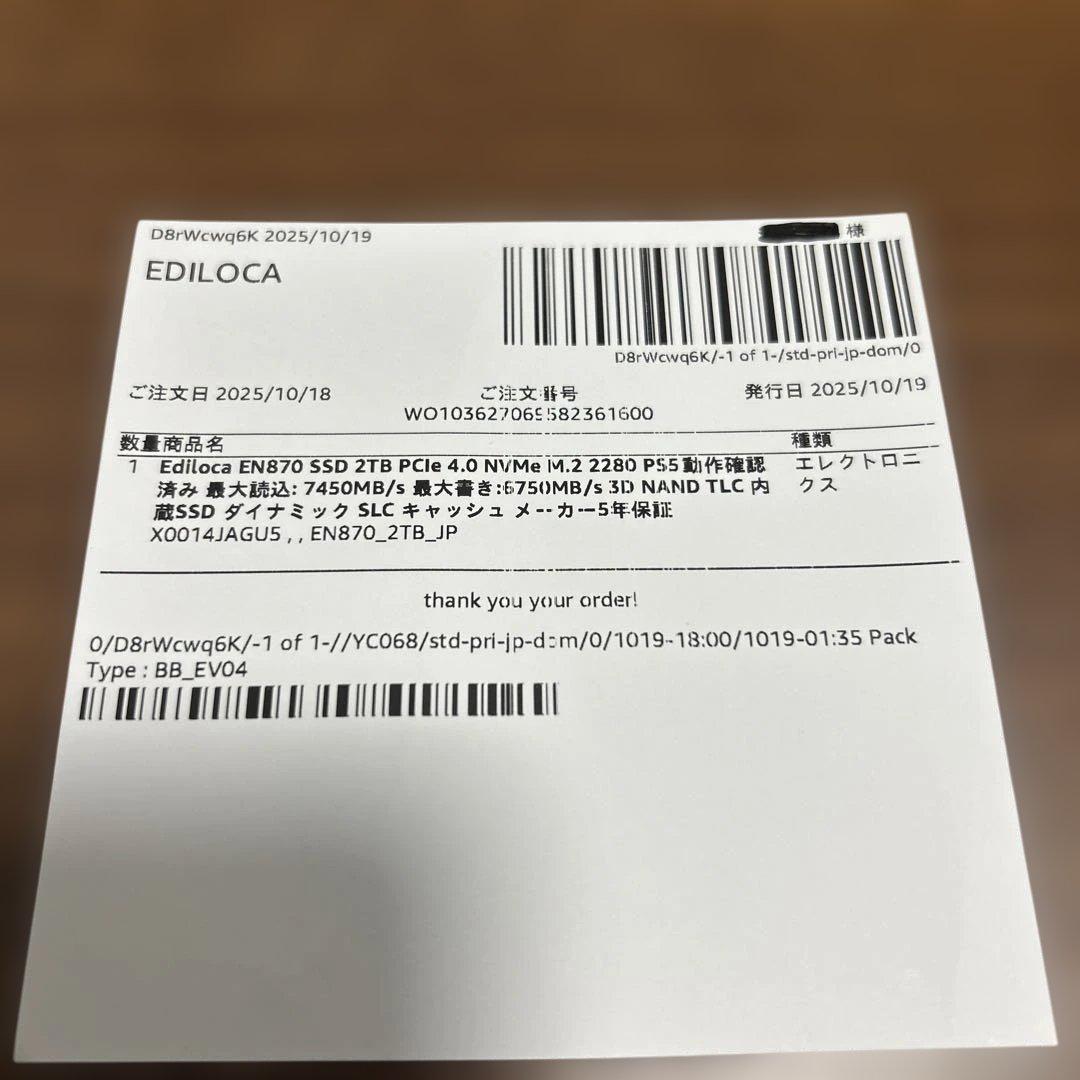 D8rWcwq6K 2025/10/19
様
EDILOCA
D8rWcwq6K/-1 of 1-/std-pri-jp-dom/0
ご注文日 2025/10/18
ご注文番号
WO103627069582361600
発行日 2025/10/19
数量商品名 種類
1 Ediloca EN870 SSD 2TB PCIe 4.0 NVMe M.2 2280 PS5動作確認 エレクトロニ
済み 最大読込: 7450MB/s 最大書き:6750MB/s 3D NAND TLC 内 クス
蔵SSD ダイナミック SLC キャッシュ メーカー5年保証
X0014JAGU5 , , EN870_2TB_JP
thank you your order!
0/D8rWcwq6K/-1 of 1-//YC068/std-pri-jp-dom/0/1019-18:00/1019-01:35 Pack
Type : BB_EV04